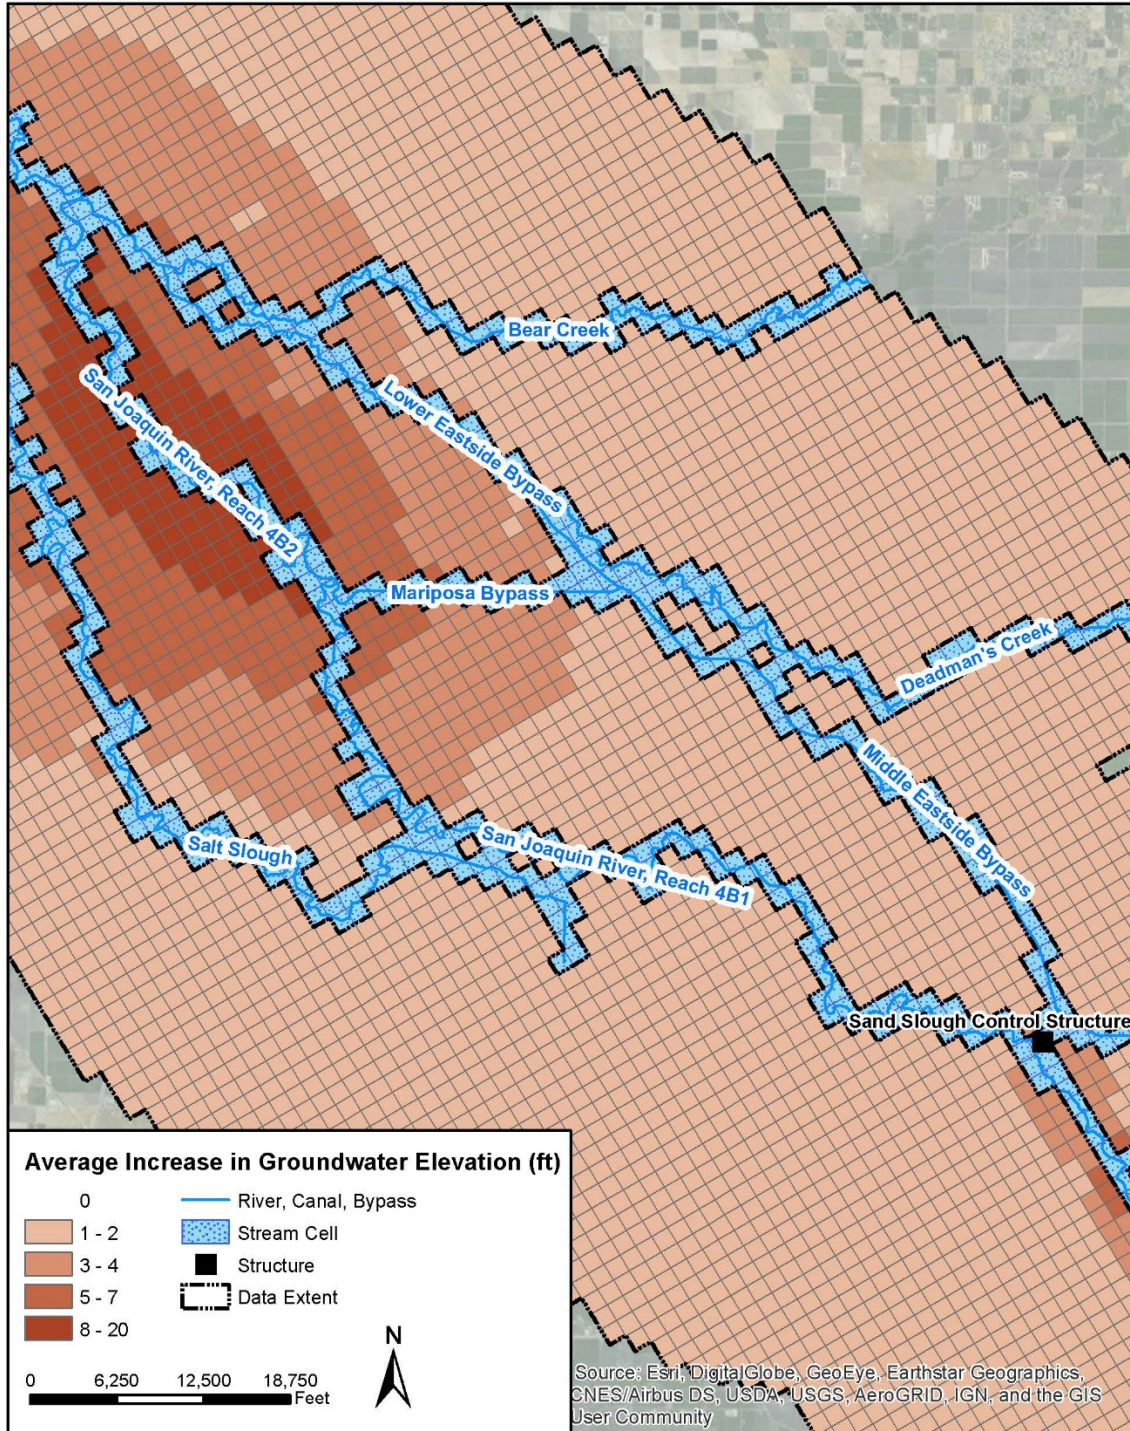 Bear Creek
Lower Eastside Bypass
San Joaquin River, Reach 4B2
Mariposa Bypass
Deadman's Creek
Middle Eastside Bypass
Salt Slough
San Joaquin River, Reach 4B1
Sand Slough Control Structure
Average Increase in Groundwater Elevation (ft)
0
River, Canal, Bypass
1 - 2
Stream Cell
3 - 4
Structure
5 - 7
Data Extent
8 - 20
N
0 6,250 12,500 18,750
Feet
Source: Esri, DigitalGlobe, GeoEye, Earthstar Geographics,
CNES/Airbus DS, USDA, USGS, AeroGRID, IGN, and the GIS
User Community